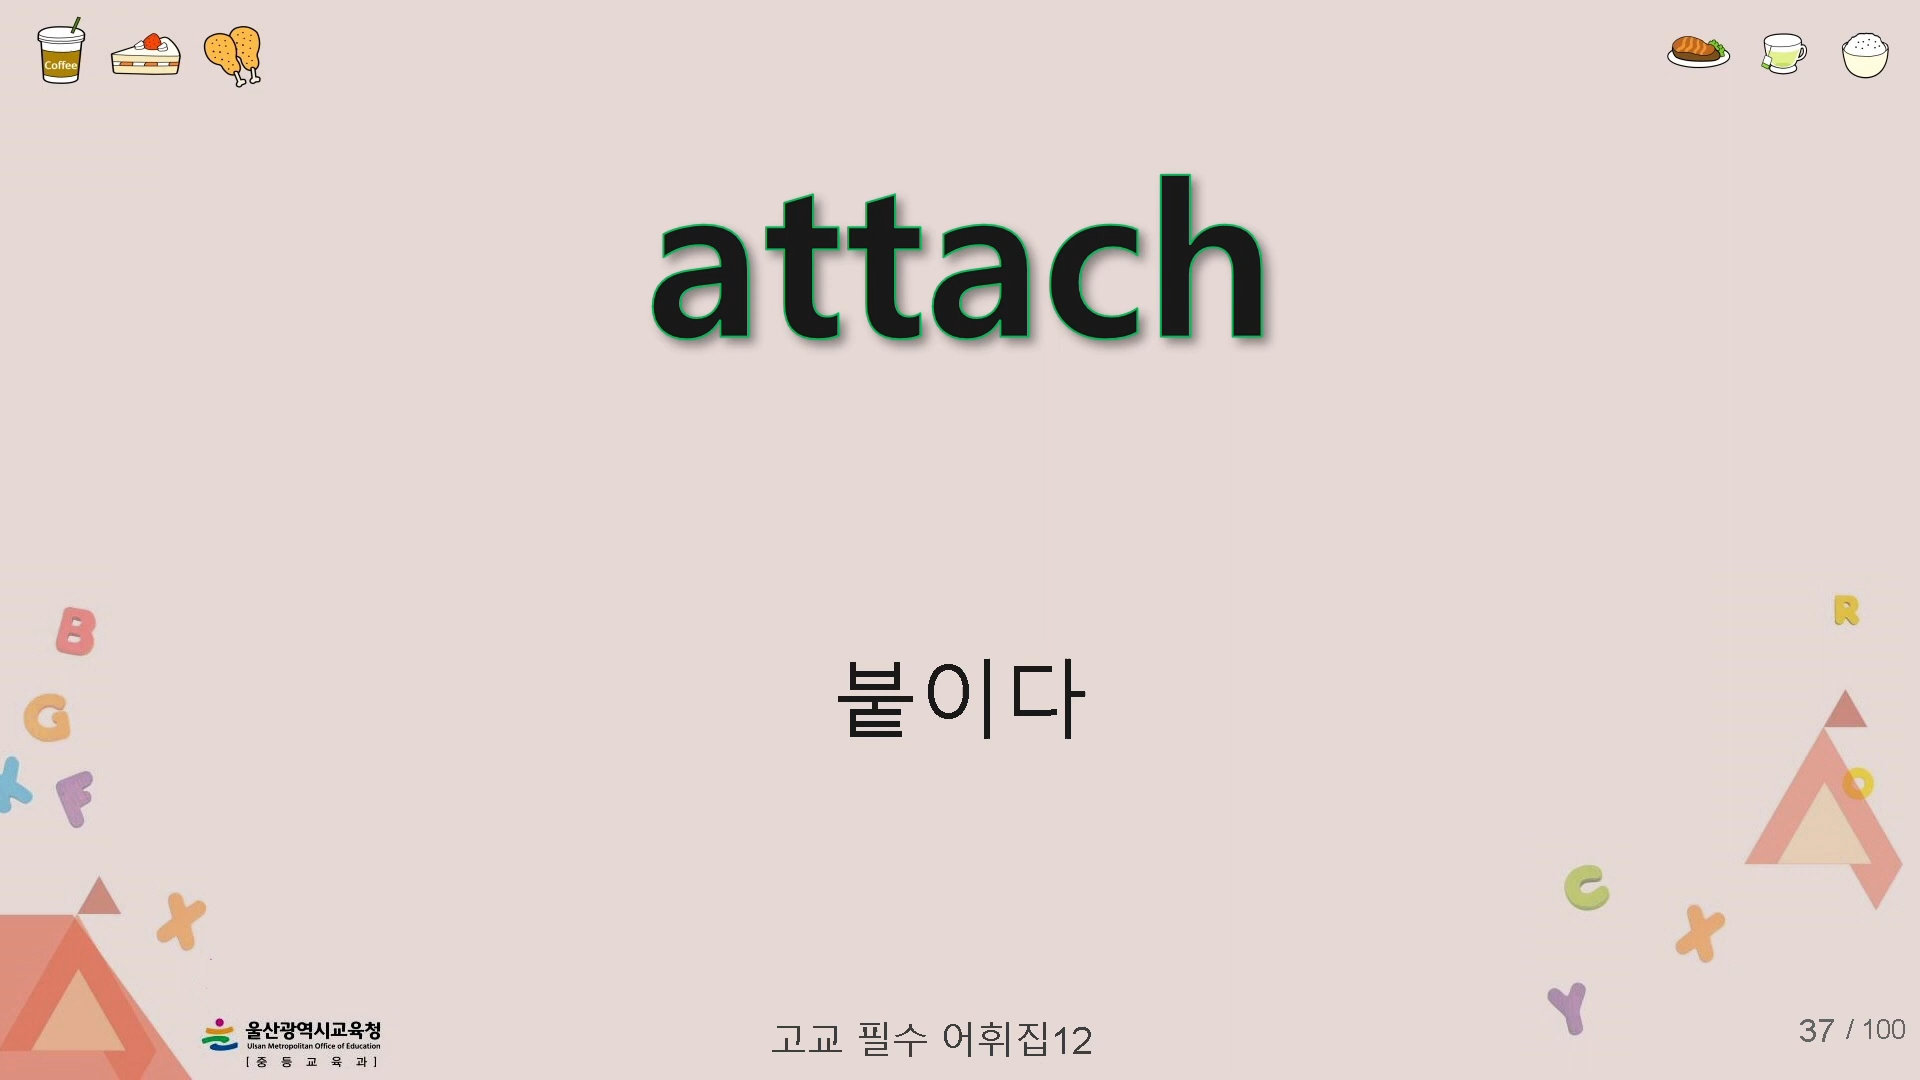 Coffee
attach
붙이다
B
R
G
K
F
O
C
X
X
Y
울산광역시교육청
Ulsan Metropolitan Office of Education
[중 등 교 육 과]
고교 필수 어휘집12
37 / 100